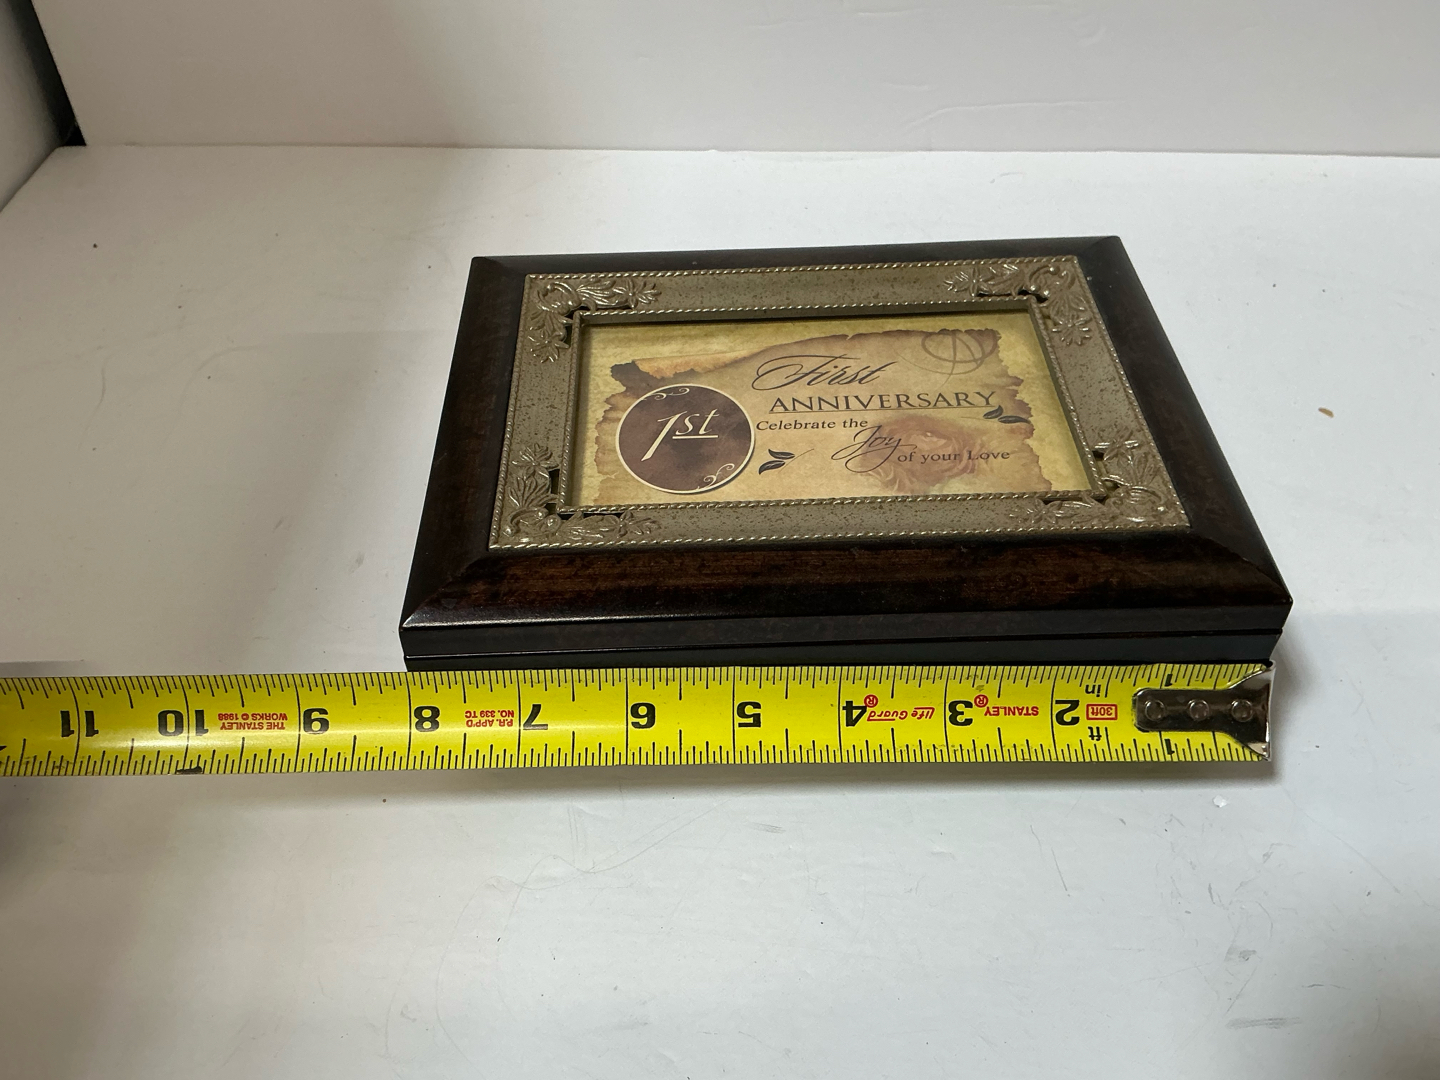 First
ANNIVERSARY
1st
Celebrate the
Joy
of your Love
11 10 THE STANLEY WORKS © 1988 9 8 P.R. APP'D NO. 339 TC 7 6 5 4 Life Guard ® 3 STANLEY ® 2 in 30ft ft 1
1